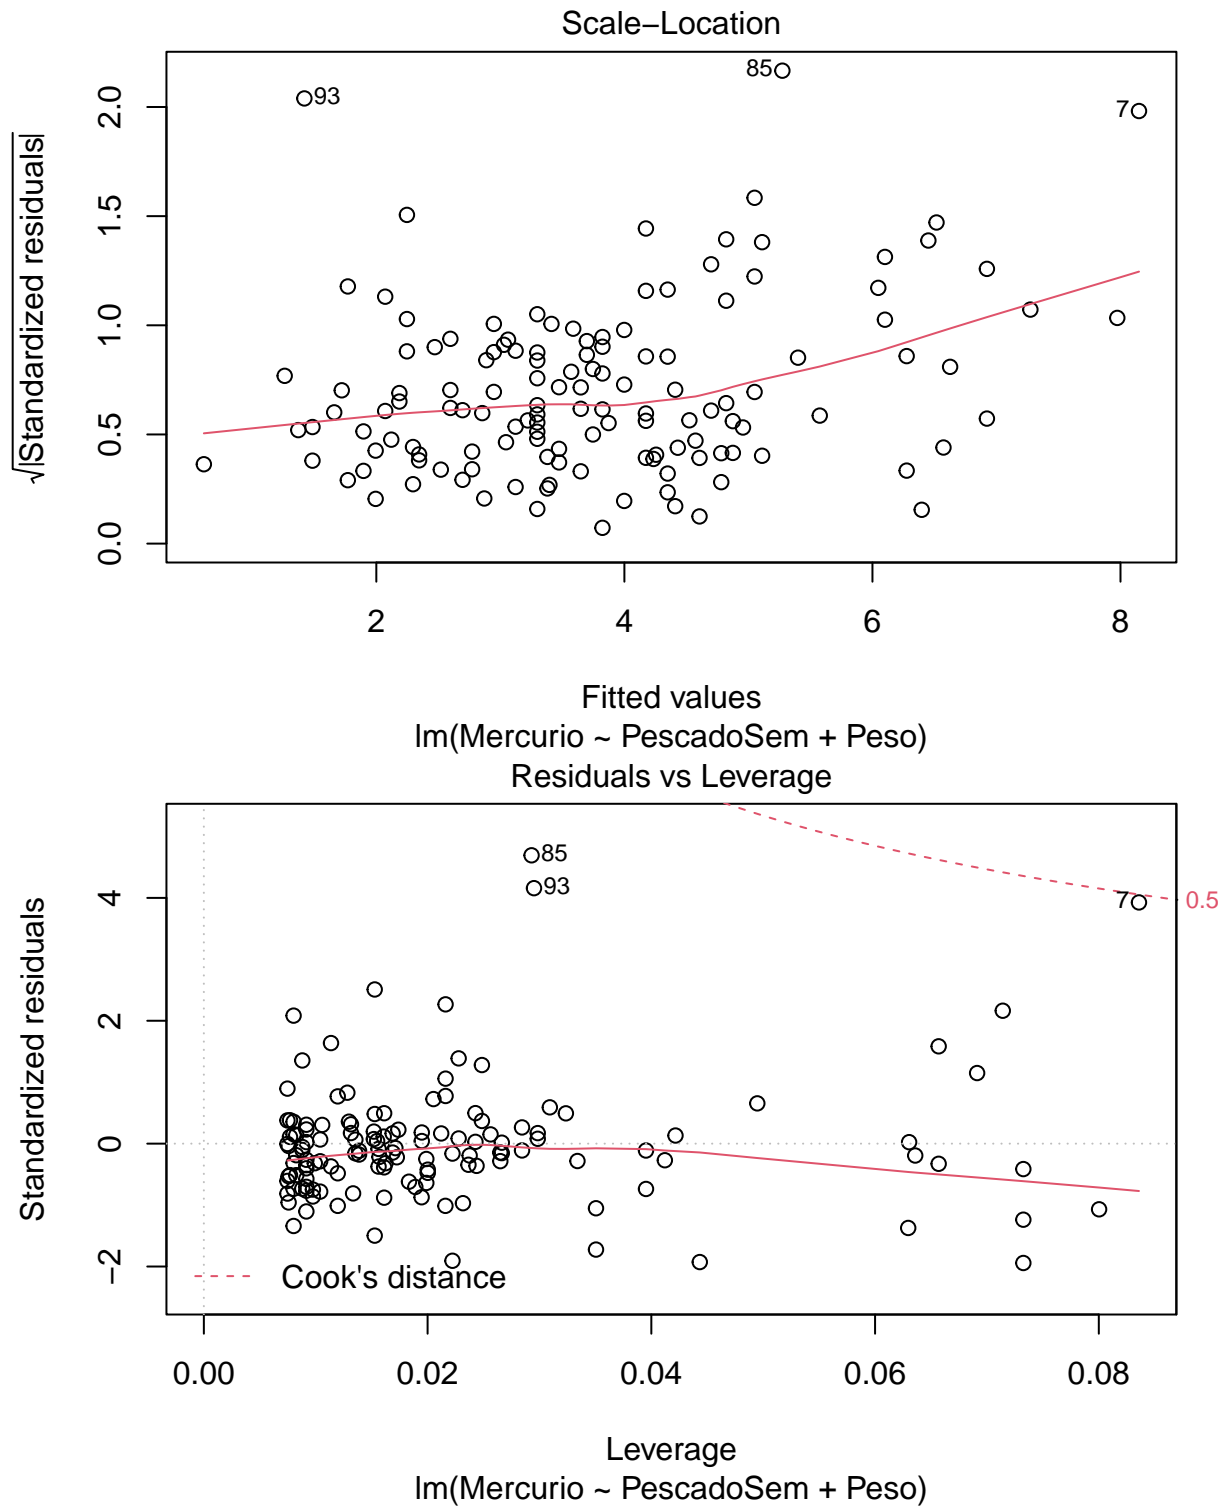 Scale−Location
√|Standardized residuals|
0.0
0.5
1.0
1.5
2.0
93
85
7
2
4
6
8
Fitted values
lm(Mercurio ~ PescadoSem + Peso)
Residuals vs Leverage
Standardized residuals
−2
0
2
4
85
93
7
0.5
Cook's distance
0.00
0.02
0.04
0.06
0.08
Leverage
lm(Mercurio ~ PescadoSem + Peso)